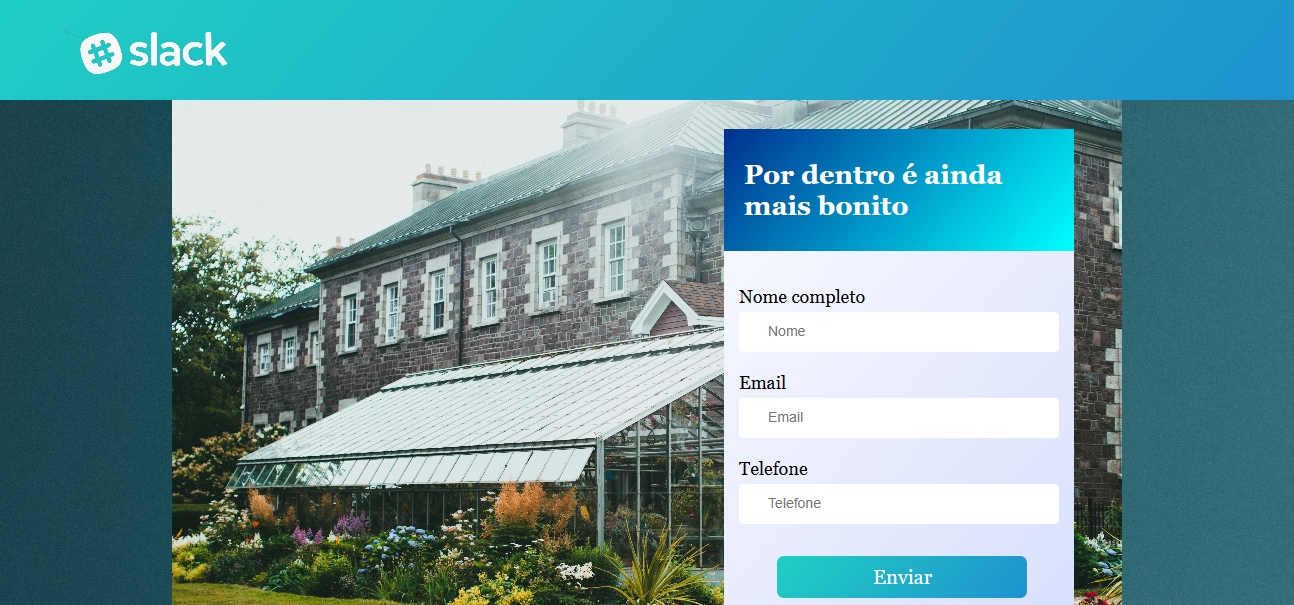 slack
Por dentro é ainda
mais bonito
Nome completo
Nome
Email
Email
Telefone
Telefone
Enviar